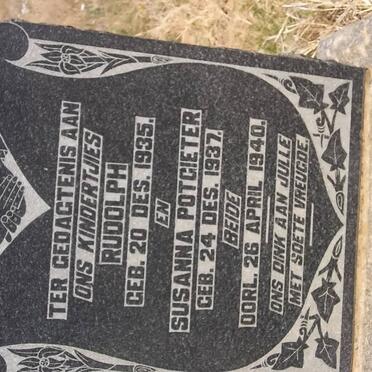 TER GEDAGTENIS AAN
ONS KINDERTJIES
RUDOLPH
GEB. 20 DES. 1935.
EN
SUSANNA POTGIETER
GEB. 24 DES. 1937.
BEIDE
OORL. 26 APRIL 1940.
ONS DINK AAN JULLE
MET SOETE VREUGDE.